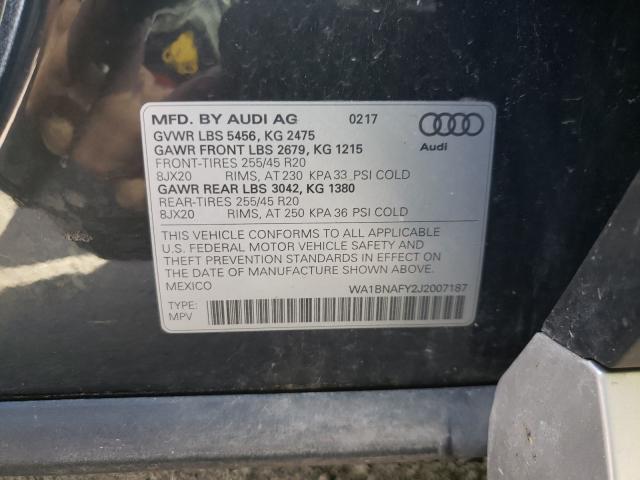 MFD. BY AUDI AG 0217
GVWR LBS 5456, KG 2475
GAWR FRONT LBS 2679, KG 1215
FRONT-TIRES 255/45 R20
8JX20 RIMS, AT 230 KPA 33 PSI COLD
GAWR REAR LBS 3042, KG 1380
REAR-TIRES 255/45 R20
8JX20 RIMS, AT 250 KPA 36 PSI COLD
Audi
THIS VEHICLE CONFORMS TO ALL APPLICABLE
U.S. FEDERAL MOTOR VEHICLE SAFETY AND
THEFT PREVENTION STANDARDS IN EFFECT ON
THE DATE OF MANUFACTURE SHOWN ABOVE.
MEXICO WA1BNAFY2J2007187
TYPE:
MPV